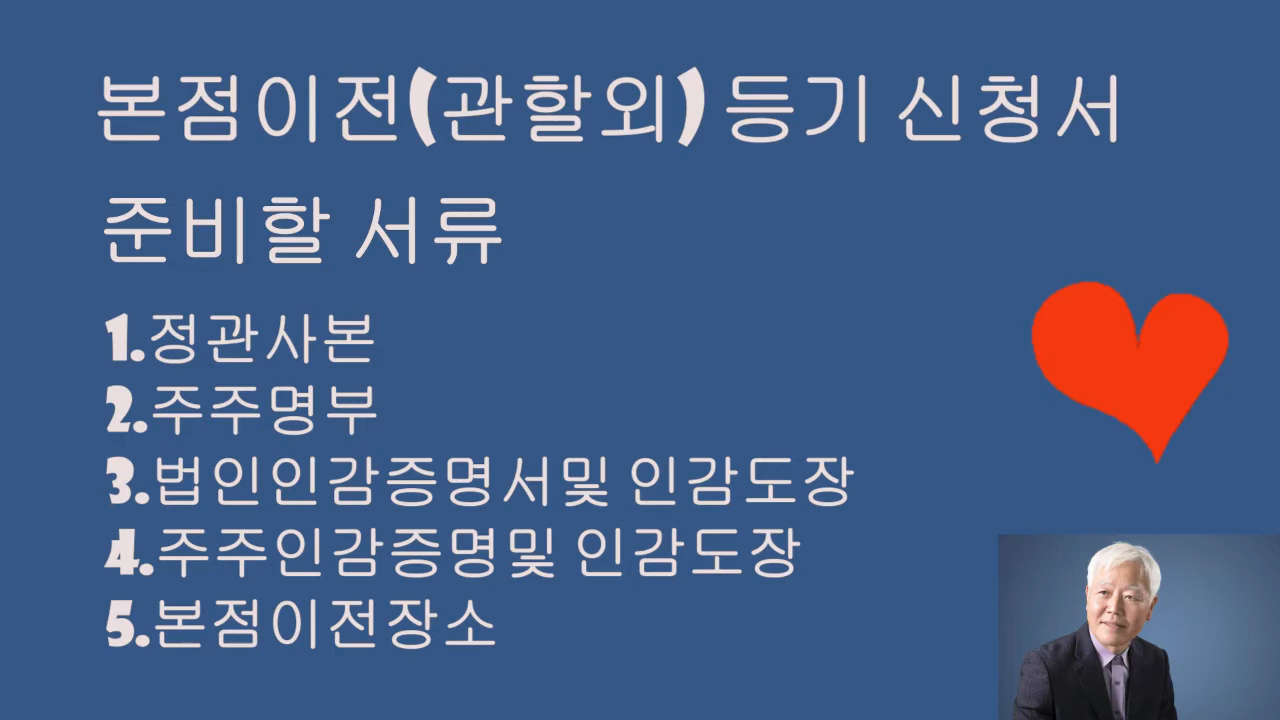 본점이전(관할외) 등기 신청서
준비할 서류
1.정관사본
2.주주명부
3.법인인감증명서및 인감도장
4.주주인감증명및 인감도장
5.본점이전장소